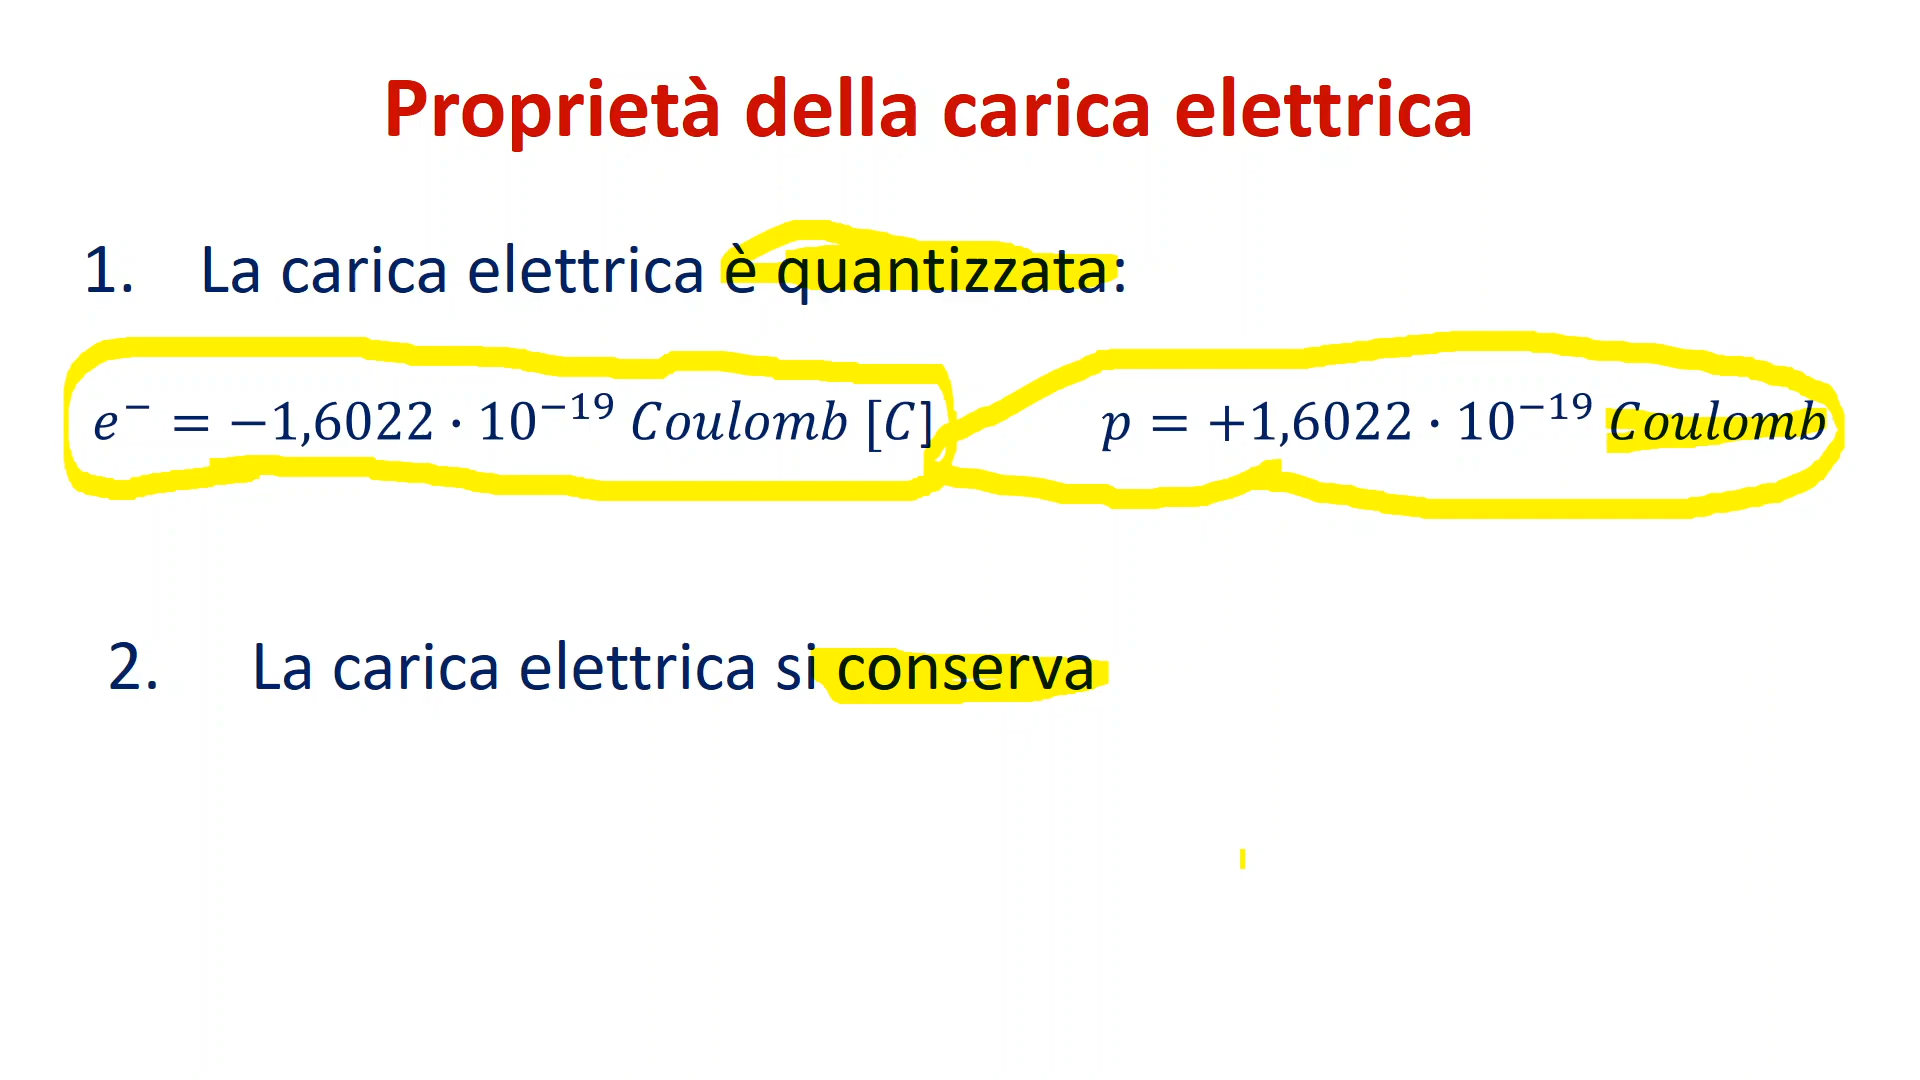 Proprietà della carica elettrica
1. La carica elettrica è quantizzata:
e⁻ = −1,6022 · 10⁻¹⁹ Coulomb [C] p = +1,6022 · 10⁻¹⁹ Coulomb
2. La carica elettrica si conserva